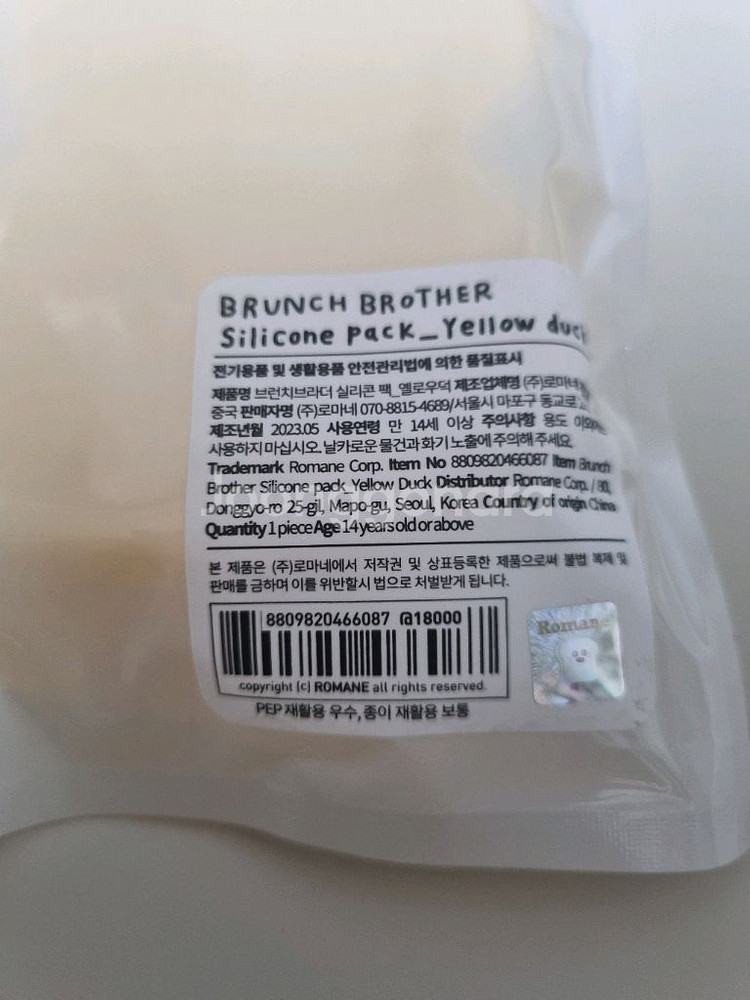 BRUNCH BROTHER
Silicone pack_Yellow duck
전기용품 및 생활용품 안전관리법에 의한 품질표시
제품명 브런치브라더 실리콘 팩_옐로우덕 제조업체명 (주)로마네
중국 판매자명 (주)로마네 070-8815-4689/서울시 마포구 동교로
제조년월 2023.05 사용연령 만 14세 이상 주의사항 용도 이외에
사용하지 마십시오. 날카로운 물건과 화기 노출에 주의해 주세요.
Trademark Romane Corp. Item No 8809820466087 Item Brunch
Brother Silicone pack_Yellow Duck Distributor Romane Corp. / 80,
Donggyo-ro 25-gil, Mapo-gu, Seoul, Korea Country of origin China
Quantity 1 piece Age 14 years old or above
본 제품은 (주)로마네에서 저작권 및 상표등록한 제품으로써 불법 복제 및
판매를 금하며 이를 위반할시 법으로 처벌받게 됩니다.
8809820466087 @18000
copyright (c) ROMANE all rights reserved.
Romane
PEP 재활용 우수, 종이 재활용 보통